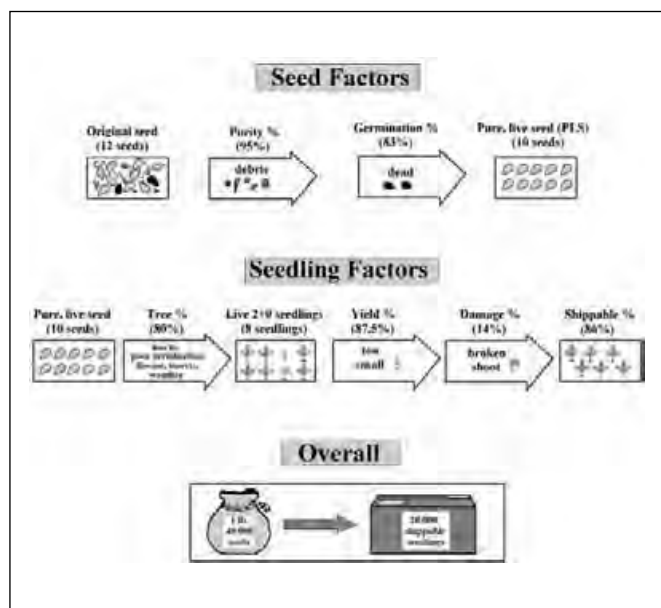 Seed Factors
Original seed
(12 seeds)
Purity %
(95%)
debris
Germination %
(83%)
dead
Pure, live seed (PLS)
(10 seeds)
Seedling Factors
Pure, live seed
(10 seeds)
Tree %
(80%)
poor germination,
disease, insects,
weather
Live 2+0 seedlings
(8 seedlings)
Yield %
(87.5%)
too
small
Damage %
(14%)
broken
shoot
Shippable %
(86%)
Overall
1 lb.
seeds
20,000
shippable
seedlings